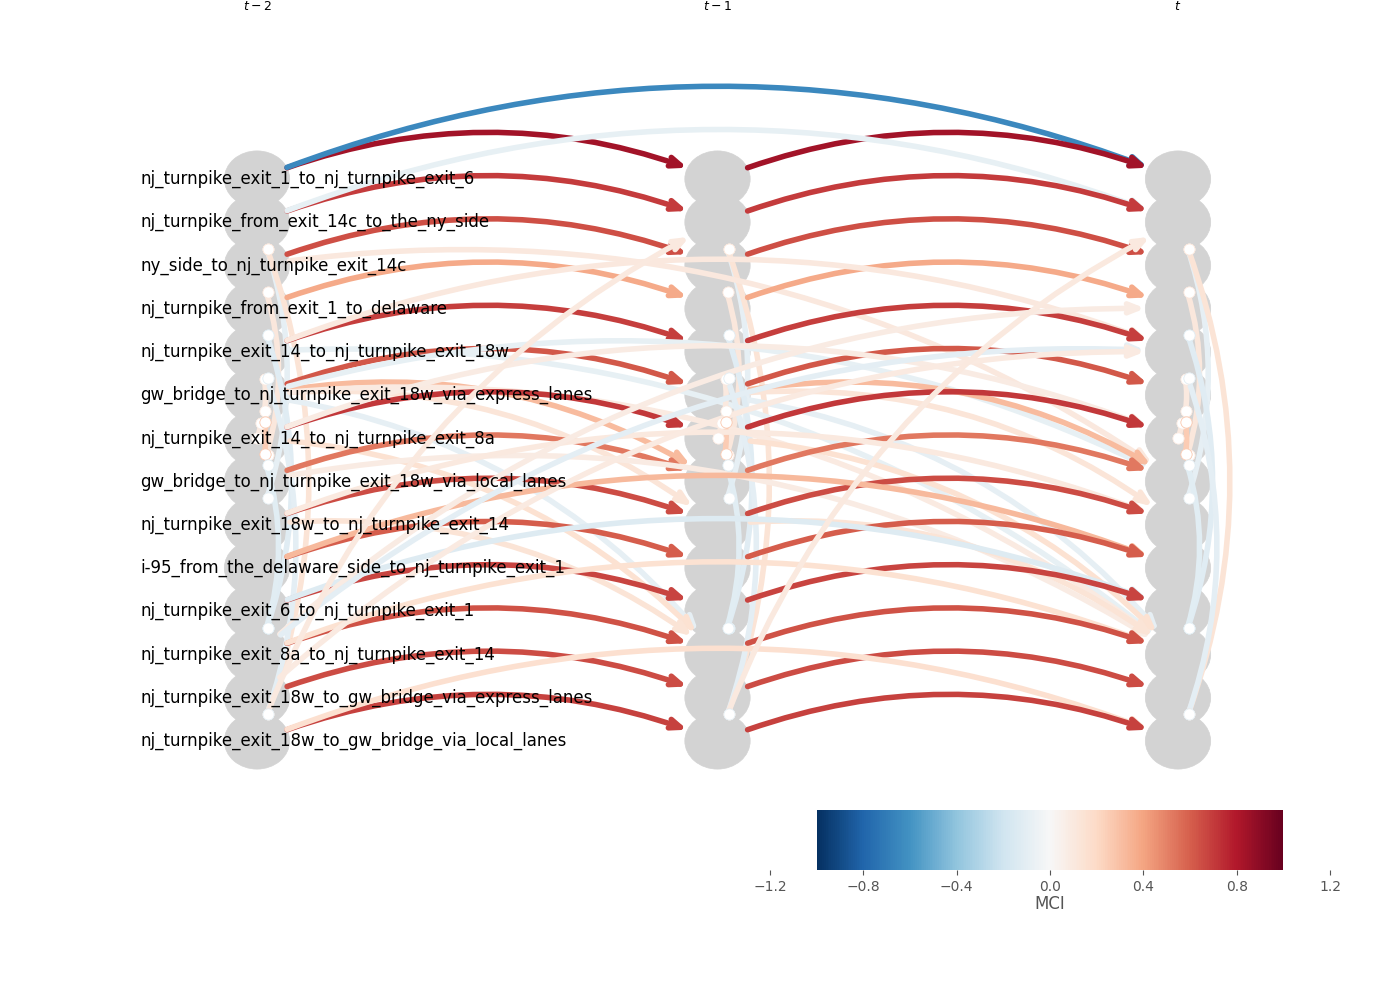 t − 2 t − 1 t
nj_turnpike_exit_1_to_nj_turnpike_exit_6
nj_turnpike_from_exit_14c_to_the_ny_side
ny_side_to_nj_turnpike_exit_14c
nj_turnpike_from_exit_1_to_delaware
nj_turnpike_exit_14_to_nj_turnpike_exit_18w
gw_bridge_to_nj_turnpike_exit_18w_via_express_lanes
nj_turnpike_exit_14_to_nj_turnpike_exit_8a
gw_bridge_to_nj_turnpike_exit_18w_via_local_lanes
nj_turnpike_exit_18w_to_nj_turnpike_exit_14
i-95_from_the_delaware_side_to_nj_turnpike_exit_1
nj_turnpike_exit_6_to_nj_turnpike_exit_1
nj_turnpike_exit_8a_to_nj_turnpike_exit_14
nj_turnpike_exit_18w_to_gw_bridge_via_express_lanes
nj_turnpike_exit_18w_to_gw_bridge_via_local_lanes
−1.2 −0.8 −0.4 0.0 0.4 0.8 1.2
MCI